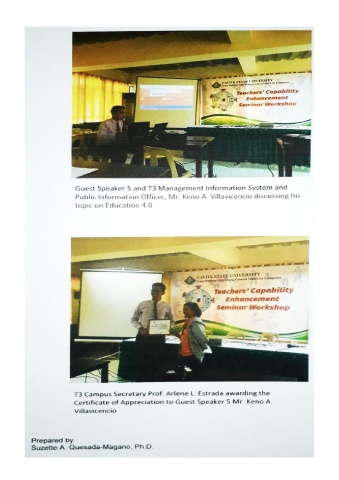 CAVITE STATE UNIVERSITY
Teachers' Capability
Enhancement
Seminar Workshop
Guest Speaker 5 and T3 Management Information System and
Public Information Officer, Mr. Keno A. Villavicencio discussing his
topic on Education 4.0
CAVITE STATE UNIVERSITY
Teachers' Capability
Enhancement
Seminar Workshop
T3 Campus Secretary Prof. Arlene L. Estrada awarding the
Certificate of Appreciation to Guest Speaker 5 Mr. Keno A.
Villavicencio
Prepared by:
Suzette A. Quesada-Magano, Ph.D.